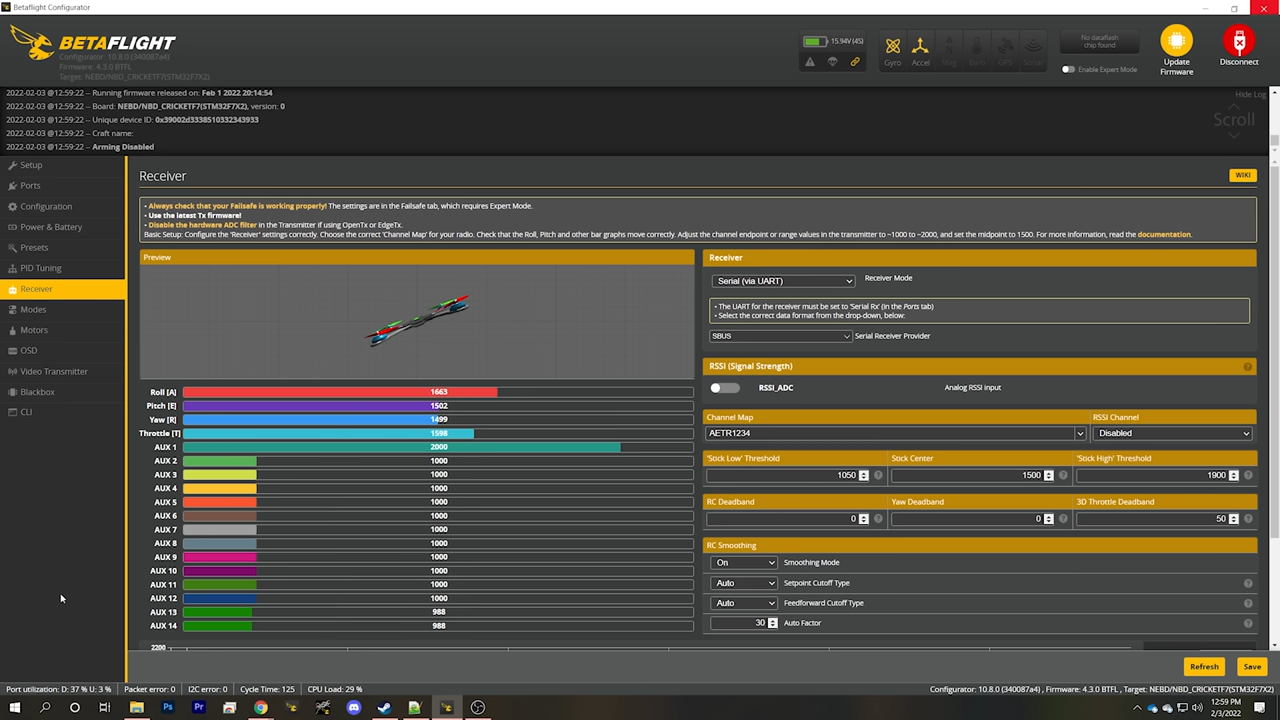 Betaflight Configurator
BETAFLIGHT
Configurator: 10.8.0 (340087a4)
Firmware: 4.3.0 BTFL
Target: NEBD/NBD_CRICKETF7(STM32F7X2)
15.94V (4S)
Gyro
Accel
Mag
Baro
GPS
Sonar
No dataflash
chip found
Enable Expert Mode
Update
Firmware
Disconnect
2022-02-03 @12:59:22 -- Running firmware released on: Feb 1 2022 20:14:54
2022-02-03 @12:59:22 -- Board: NEBD/NBD_CRICKETF7(STM32F7X2), version: 0
2022-02-03 @12:59:22 -- Unique device ID: 0x39002d3338510332343933
2022-02-03 @12:59:22 -- Craft name:
2022-02-03 @12:59:22 -- Arming Disabled
Hide Log
Scroll
Setup
Ports
Configuration
Power & Battery
Presets
PID Tuning
Receiver
Modes
Motors
OSD
Video Transmitter
Blackbox
CLI
Receiver
WIKI
• Always check that your Failsafe is working properly! The settings are in the Failsafe tab, which requires Expert Mode.
• Use the latest Tx firmware!
• Disable the hardware ADC filter in the Transmitter if using OpenTx or EdgeTx.
Basic Setup: Configure the 'Receiver' settings correctly. Choose the correct 'Channel Map' for your radio. Check that the Roll, Pitch and other bar graphs move correctly. Adjust the channel endpoint or range values in the transmitter to ~1000 to ~2000, and set the midpoint to 1500. For more information, read the documentation.
Preview
Roll [A] 1663
Pitch [E] 1502
Yaw [R] 1499
Throttle [T] 1598
AUX 1 2000
AUX 2 1000
AUX 3 1000
AUX 4 1000
AUX 5 1000
AUX 6 1000
AUX 7 1000
AUX 8 1000
AUX 9 1000
AUX 10 1000
AUX 11 1000
AUX 12 1000
AUX 13 988
AUX 14 988
2200
Receiver
Serial (via UART) Receiver Mode
• The UART for the receiver must be set to 'Serial Rx' (in the Ports tab)
• Select the correct data format from the drop-down, below:
SBUS Serial Receiver Provider
RSSI (Signal Strength)
RSSI_ADC Analog RSSI input
Channel Map RSSI Channel
AETR1234 Disabled
'Stick Low' Threshold Stick Center 'Stick High' Threshold
1050 1500 1900
RC Deadband Yaw Deadband 3D Throttle Deadband
0 0 50
RC Smoothing
On Smoothing Mode
Auto Setpoint Cutoff Type
Auto Feedforward Cutoff Type
30 Auto Factor
Refresh Save
Port utilization: D: 37 % U: 3 % Packet error: 0 I2C error: 0 Cycle Time: 125 CPU Load: 29 % Configurator: 10.8.0 (340087a4) , Firmware: 4.3.0 BTFL , Target: NEBD/NBD_CRICKETF7(STM32F7X2)
Ps
Pr
12:59 PM
2/3/2022